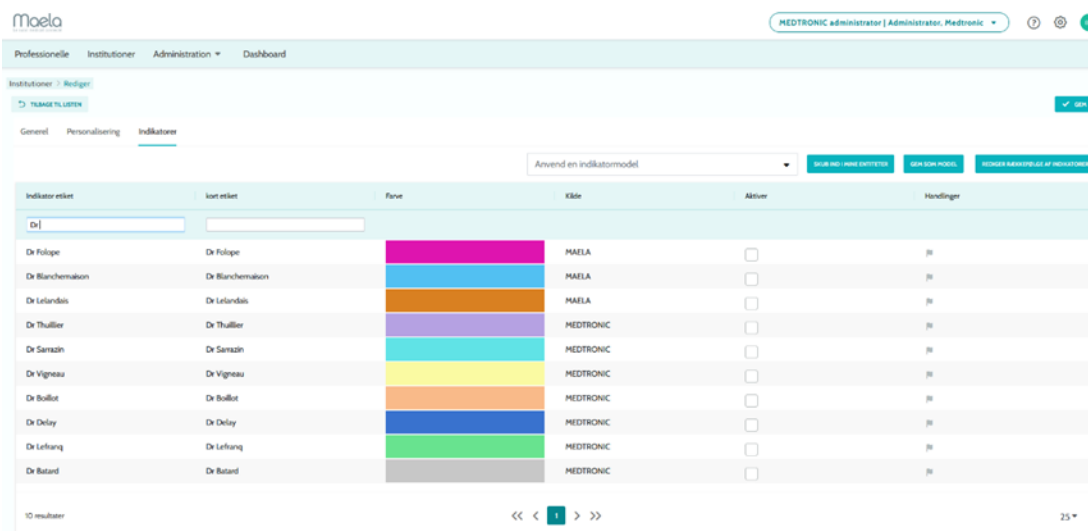 Maela
MEDTRONIC administrator | Administrator. Medtronic
Professionelle Institutioner Administration Dashboard
Institutioner > Rediger
TILBAGE TIL LISTEN
GEM
Generel Personalisering Indikatorer
Anvend en indikatormodel SKUB IND I MINE ENTITETER GEM SOM MODEL REDIGER RÆKKEFØLGE AF INDIKATORER
Indikator etiket kort etiket Farve Kilde Aktiver Handlinger
Dr
Dr Folope Dr Folope MAELA
Dr Blanchemaison Dr Blanchemaison MAELA
Dr Lelandais Dr Lelandais MAELA
Dr Thuillier Dr Thuillier MEDTRONIC
Dr Sarrazin Dr Sarrazin MEDTRONIC
Dr Vigneau Dr Vigneau MEDTRONIC
Dr Boillot Dr Boillot MEDTRONIC
Dr Delay Dr Delay MEDTRONIC
Dr Lefranq Dr Lefranq MEDTRONIC
Dr Batard Dr Batard MEDTRONIC
10 resultater << < 1 > >> 25